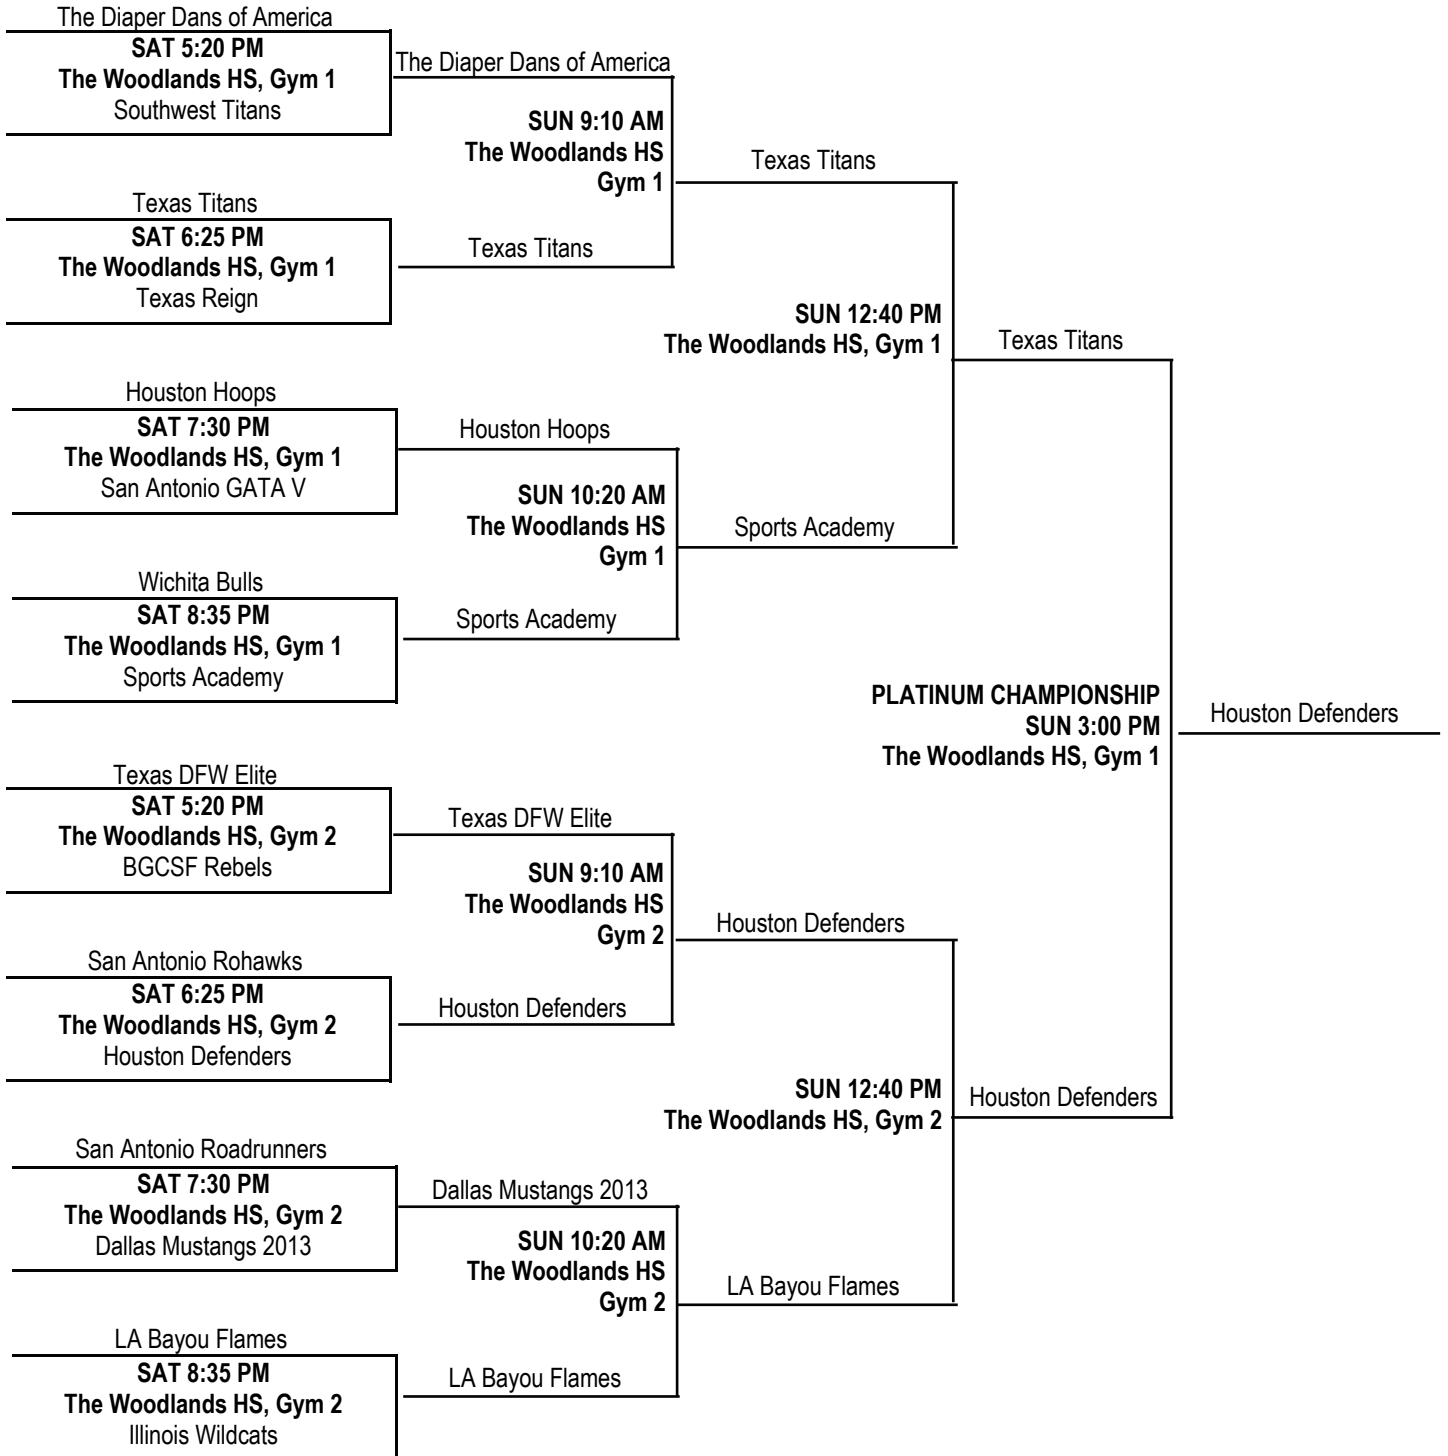 The Diaper Dans of America
SAT 5:20 PM
The Woodlands HS, Gym 1
Southwest Titans
Texas Titans
SAT 6:25 PM
The Woodlands HS, Gym 1
Texas Reign
Houston Hoops
SAT 7:30 PM
The Woodlands HS, Gym 1
San Antonio GATA V
Wichita Bulls
SAT 8:35 PM
The Woodlands HS, Gym 1
Sports Academy
Texas DFW Elite
SAT 5:20 PM
The Woodlands HS, Gym 2
BGCSF Rebels
San Antonio Rohawks
SAT 6:25 PM
The Woodlands HS, Gym 2
Houston Defenders
San Antonio Roadrunners
SAT 7:30 PM
The Woodlands HS, Gym 2
Dallas Mustangs 2013
LA Bayou Flames
SAT 8:35 PM
The Woodlands HS, Gym 2
Illinois Wildcats
The Diaper Dans of America
SUN 9:10 AM
The Woodlands HS
Gym 1
Texas Titans
Houston Hoops
SUN 10:20 AM
The Woodlands HS
Gym 1
Sports Academy
Texas DFW Elite
SUN 9:10 AM
The Woodlands HS
Gym 2
Houston Defenders
Dallas Mustangs 2013
SUN 10:20 AM
The Woodlands HS
Gym 2
LA Bayou Flames
Texas Titans
SUN 12:40 PM
The Woodlands HS, Gym 1
Sports Academy
Houston Defenders
SUN 12:40 PM
The Woodlands HS, Gym 2
LA Bayou Flames
Texas Titans
PLATINUM CHAMPIONSHIP
SUN 3:00 PM
The Woodlands HS, Gym 1
Houston Defenders
Houston Defenders